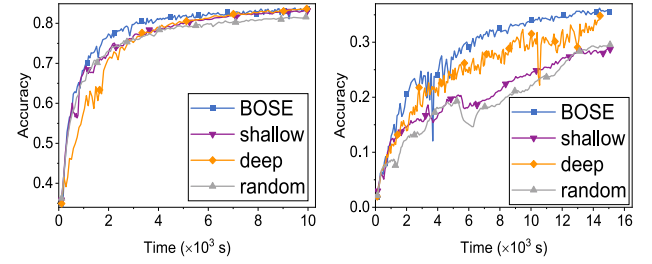 0.8
0.7
0.6
0.5
0.4
Accuracy
BOSE
shallow
deep
random
0 2 4 6 8 10
Time (×10³ s)
0.3
0.2
0.1
0.0
Accuracy
BOSE
shallow
deep
random
0 2 4 6 8 10 12 14 16
Time (×10³ s)